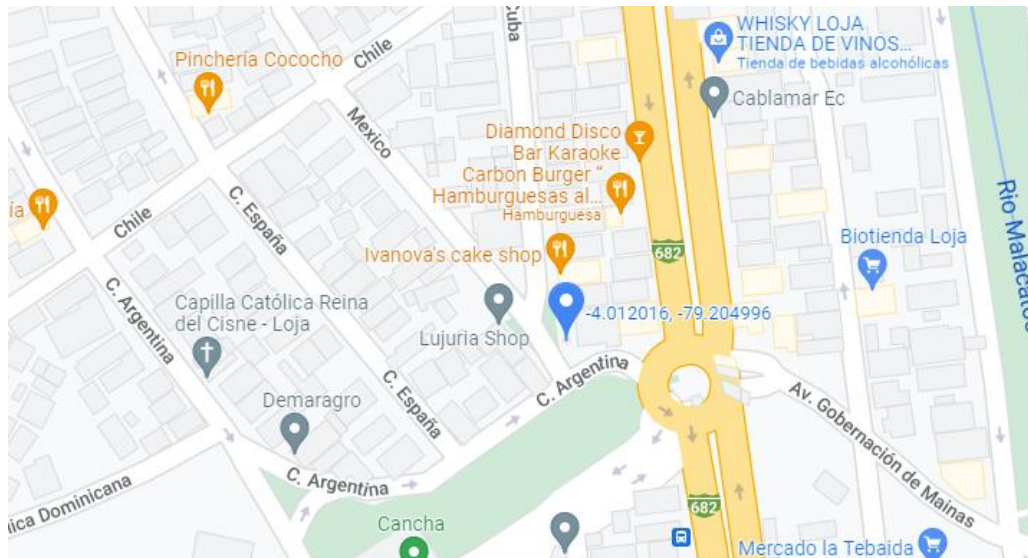 WHISKY LOJA
TIENDA DE VINOS...
Tienda de bebidas alcohólicas
Cuba
Chile
Pinchería Cococho
Cablamar Ec
Mexico
Diamond Disco
Bar Karaoke
Carbon Burger "
Hamburguesas al...
Hamburguesa
Rio Malacatos
C. España
ía
Chile
Biotienda Loja
682
Ivanova's cake shop
C. Argentina
Capilla Católica Reina
del Cisne - Loja
-4.012016, -79.204996
Lujuria Shop
C. Argentina
Demaragro
C. España
Av. Gobernación de Mainas
C. Argentina
ica Dominicana
682
Cancha
Mercado la Tebaida